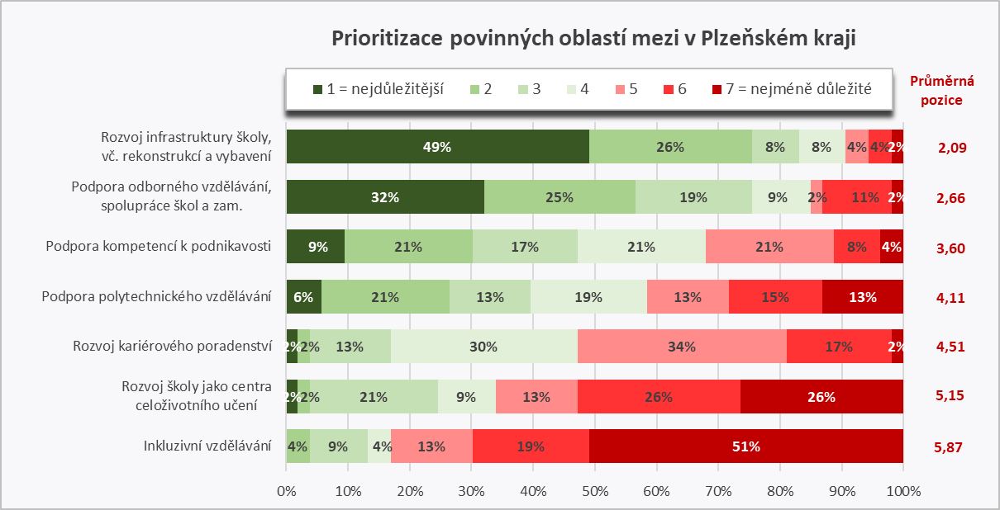 Prioritizace povinných oblastí mezi v Plzeňském kraji
1 = nejdůležitější 2 3 4 5 6 7 = nejméně důležité
Průměrná
pozice
Rozvoj infrastruktury školy,
vč. rekonstrukcí a vybavení
49% 26% 8% 8% 4% 4% 2% 2,09
Podpora odborného vzdělávání,
spolupráce škol a zam.
32% 25% 19% 9% 2% 11% 2% 2,66
Podpora kompetencí k podnikavosti 9% 21% 17% 21% 21% 8% 4% 3,60
Podpora polytechnického vzdělávání 6% 21% 13% 19% 13% 15% 13% 4,11
Rozvoj kariérového poradenství 2% 2% 13% 30% 34% 17% 2% 4,51
Rozvoj školy jako centra
celoživotního učení
2% 2% 21% 9% 13% 26% 26% 5,15
Inkluzivní vzdělávání 4% 9% 4% 13% 19% 51% 5,87
0% 10% 20% 30% 40% 50% 60% 70% 80% 90% 100%